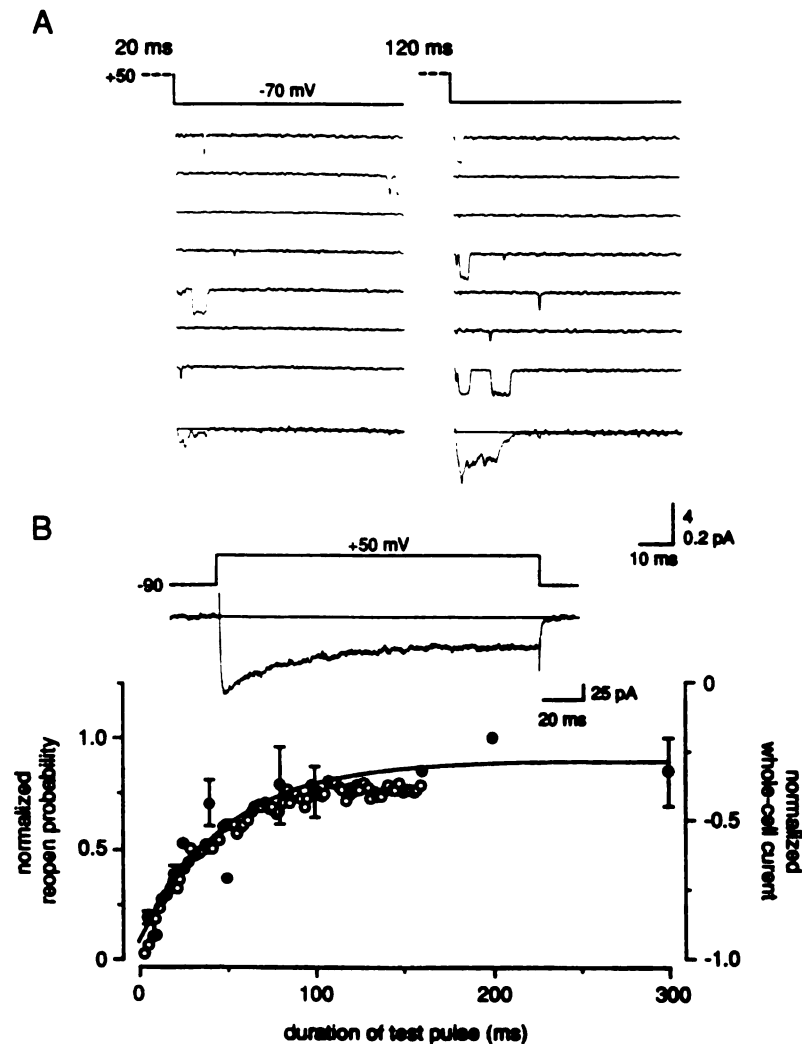 A
20 ms
120 ms
+50
-70 mV
4
0.2 pA
10 ms
B
+50 mV
-90
25 pA
20 ms
normalized
reopen probability
1.0
0.5
0
0
-0.5
-1.0
normalized
whole-cell curent
0
100
200
300
duration of test pulse (ms)